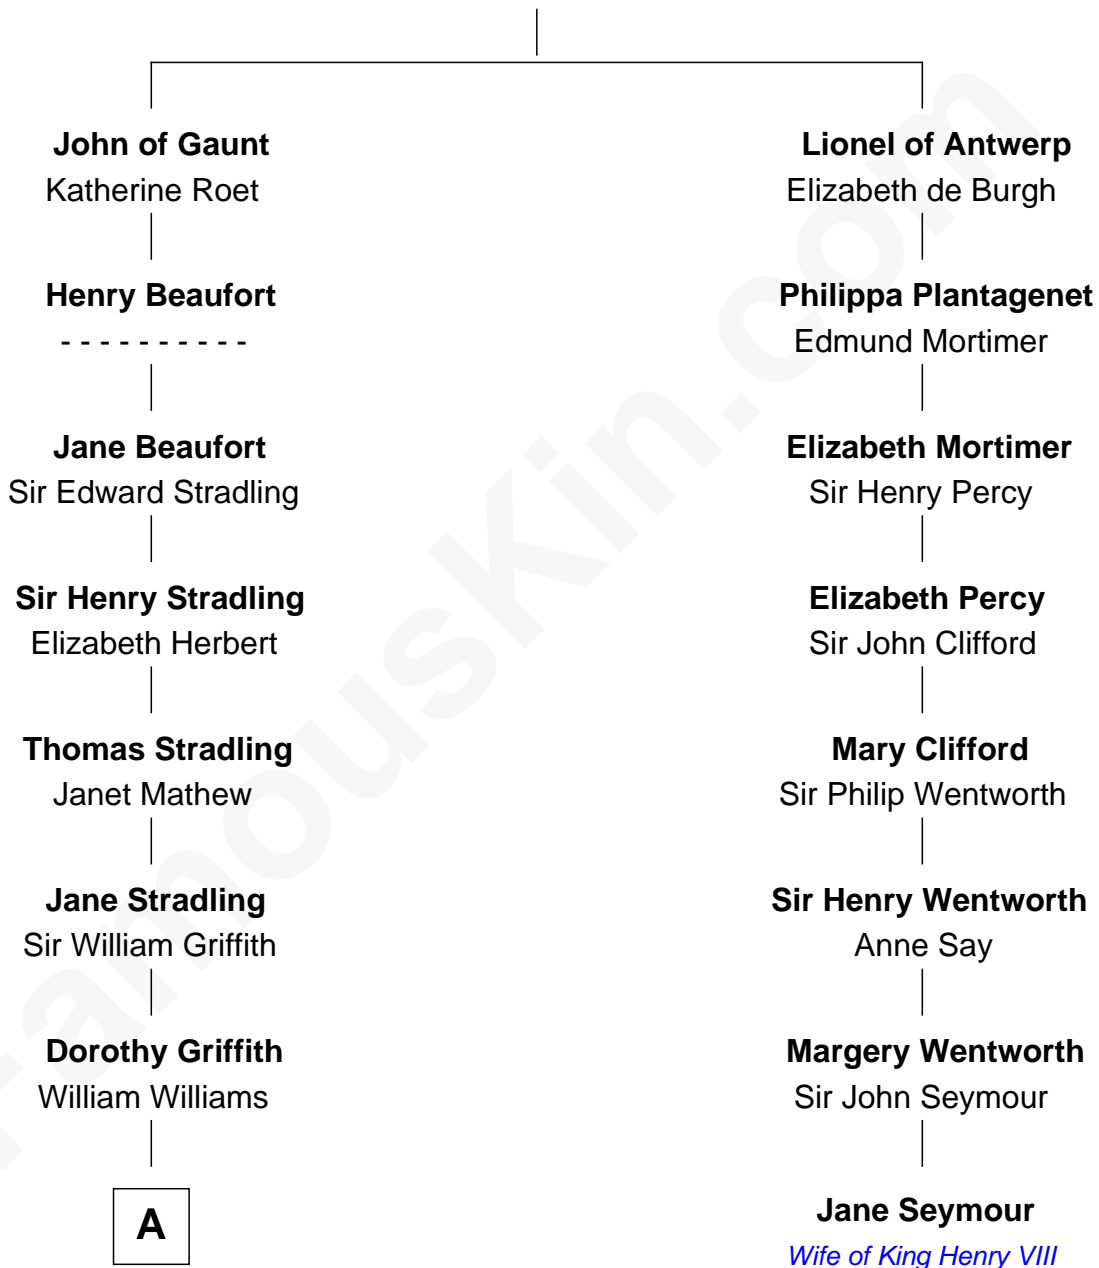 John of Gaunt
Katherine Roet
Henry Beaufort
- - - - - - - - - -
Jane Beaufort
Sir Edward Stradling
Sir Henry Stradling
Elizabeth Herbert
Thomas Stradling
Janet Mathew
Jane Stradling
Sir William Griffith
Dorothy Griffith
William Williams
A
Lionel of Antwerp
Elizabeth de Burgh
Philippa Plantagenet
Edmund Mortimer
Elizabeth Mortimer
Sir Henry Percy
Elizabeth Percy
Sir John Clifford
Mary Clifford
Sir Philip Wentworth
Sir Henry Wentworth
Anne Say
Margery Wentworth
Sir John Seymour
Jane Seymour
Wife of King Henry VIII
FamousKin.com